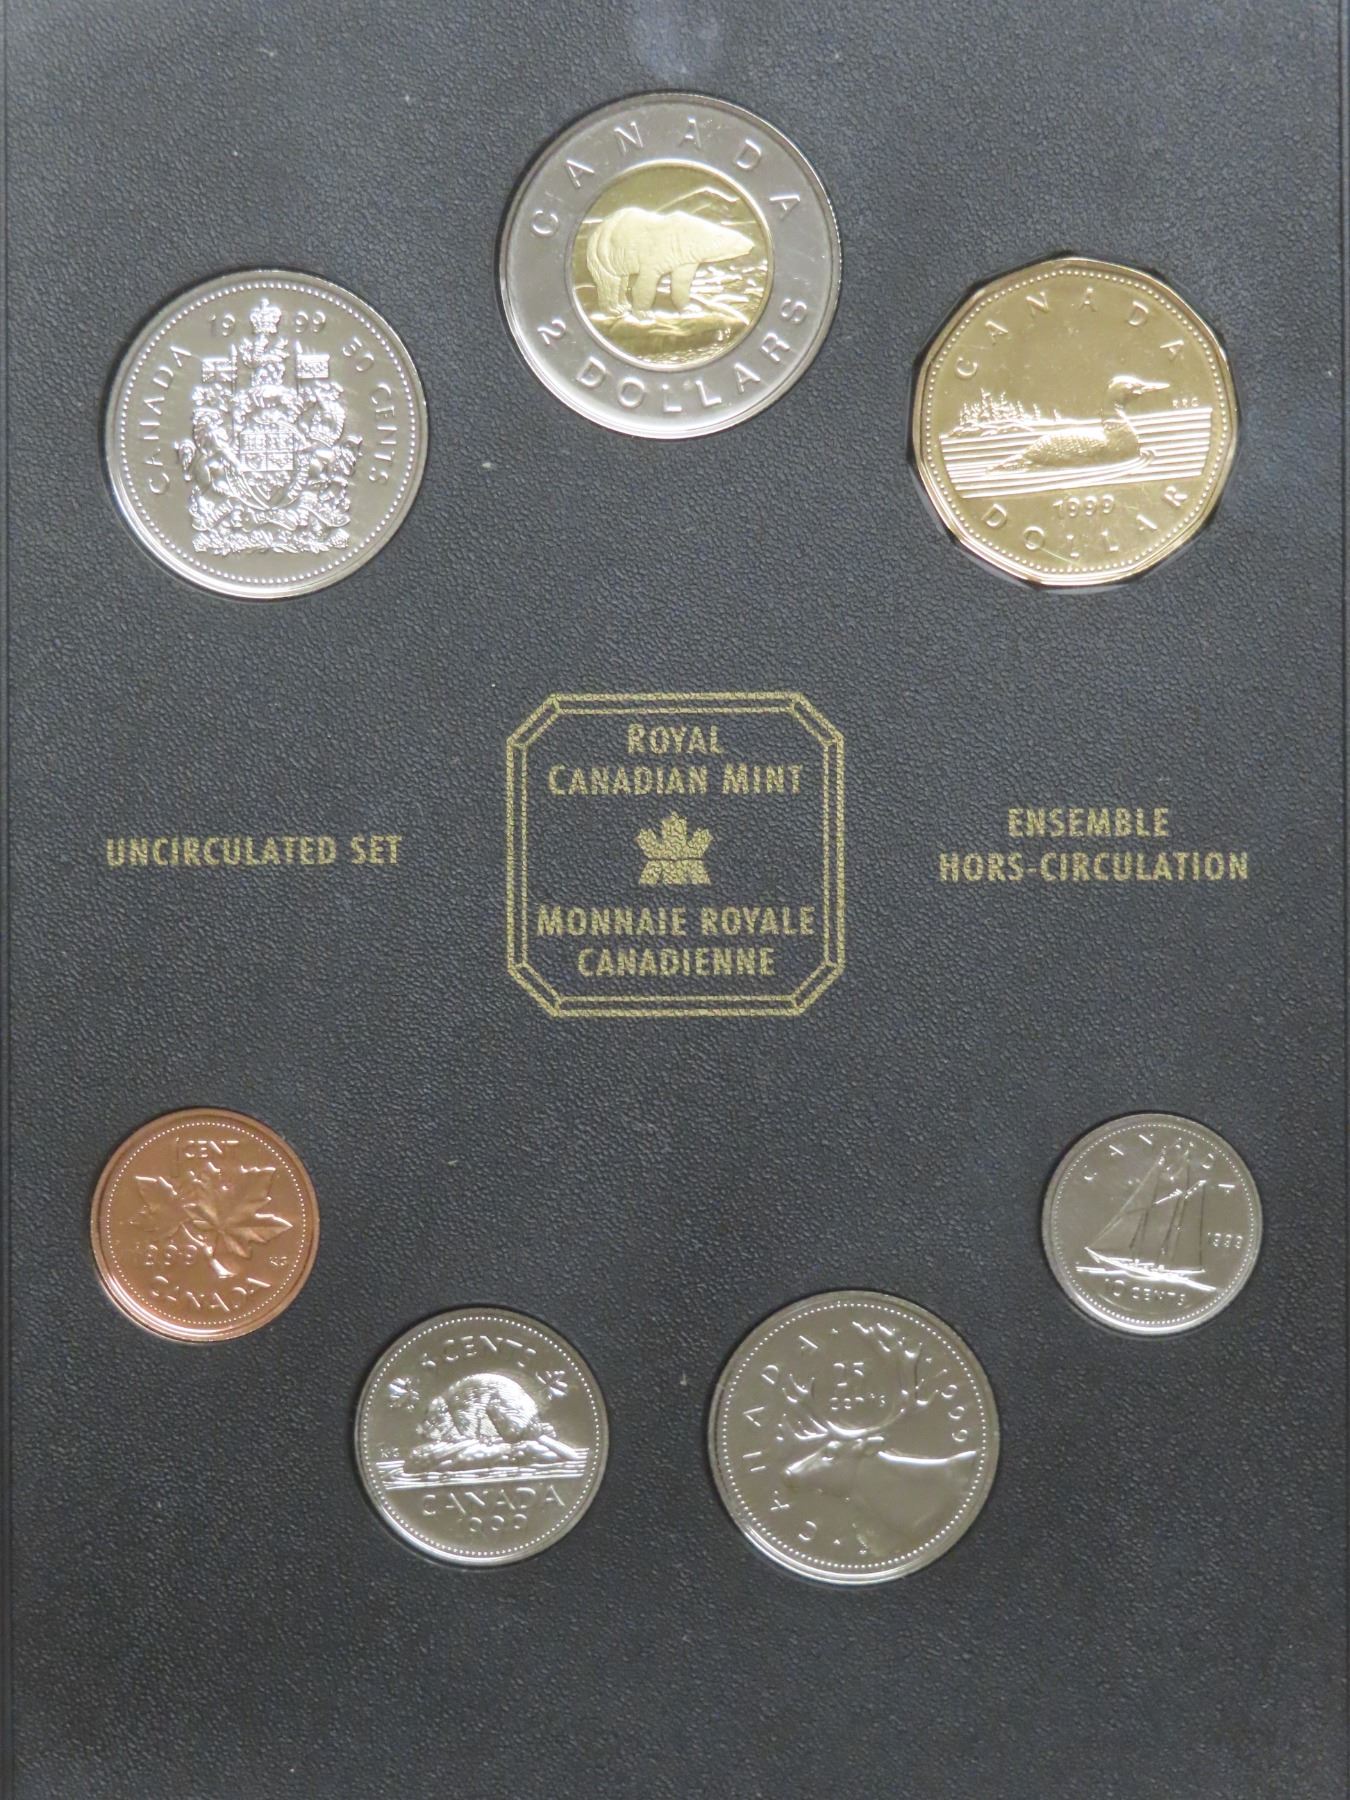 CANADA
2 DOLLARS
1999
CANADA
50 CENTS
CANADA
1999
DOLLAR
ROYAL
CANADIAN MINT
UNCIRCULATED SET
ENSEMBLE
HORS-CIRCULATION
MONNAIE ROYALE
CANADIENNE
1 CENT
1999
CANADA
5 CENTS
CANADA
1999
CANADA
25
cents
1999
CANADA
1999
10 CENTS